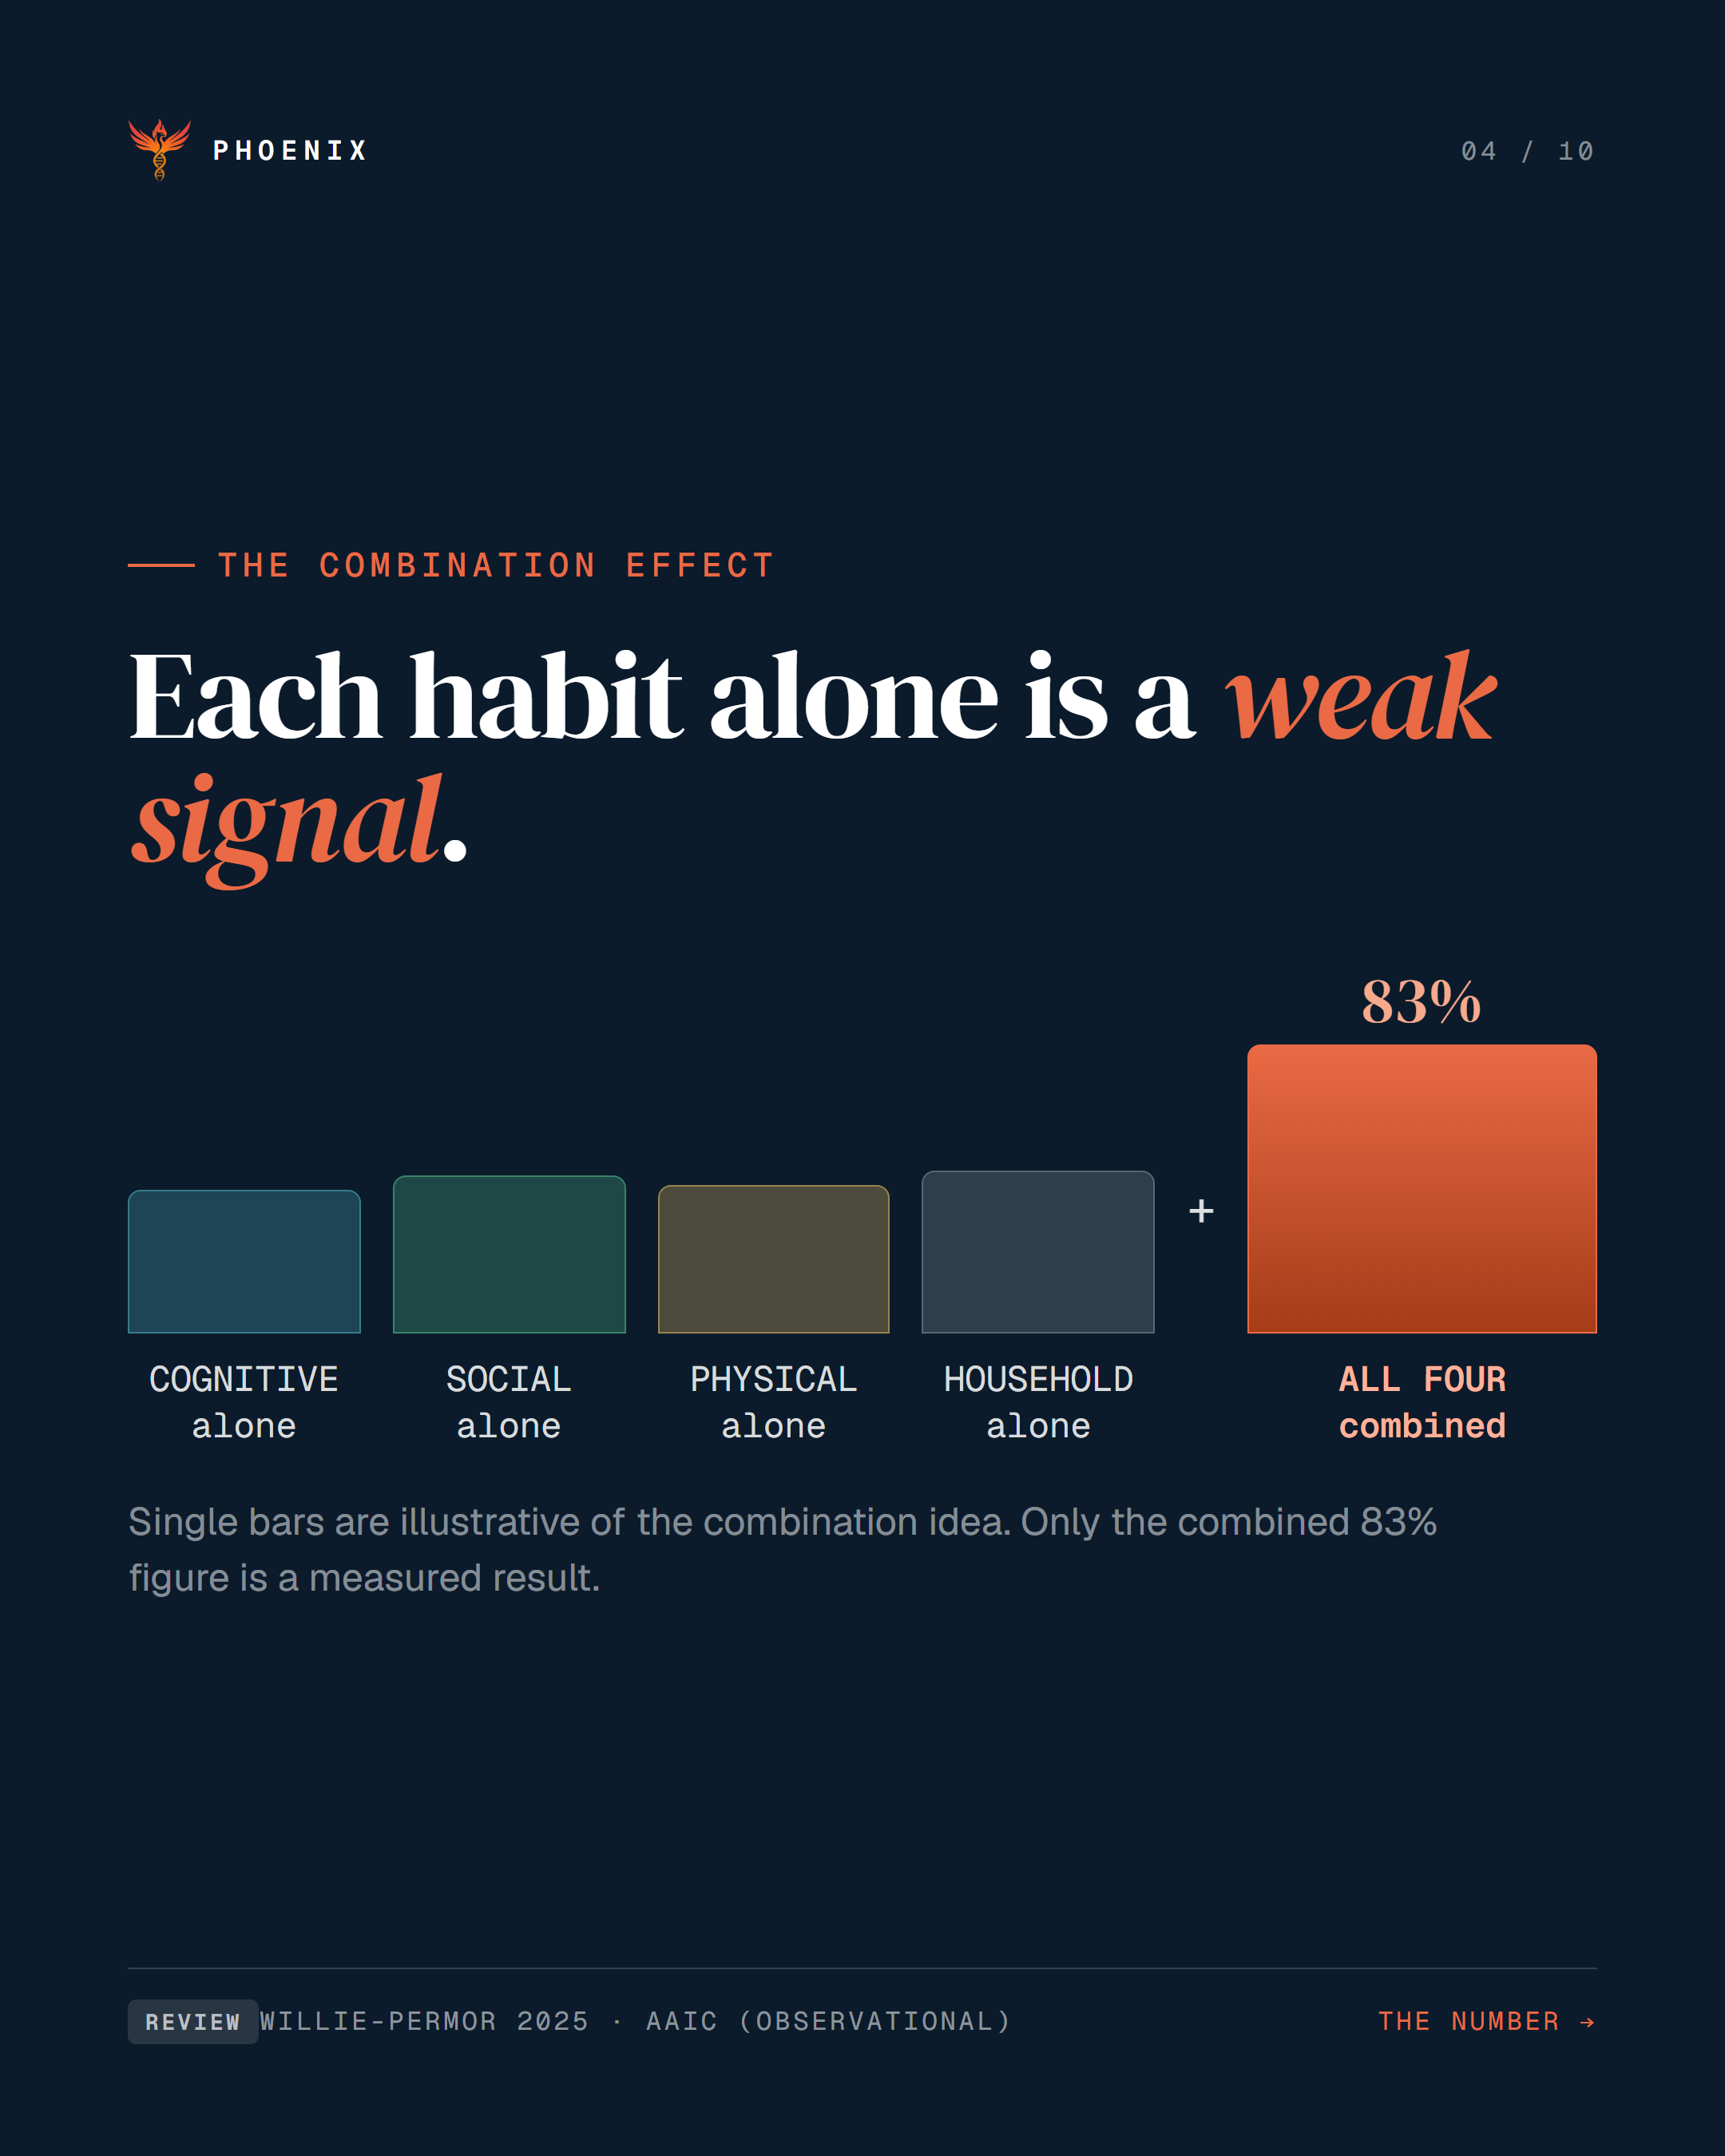 PHOENIX
04 / 10
THE COMBINATION EFFECT
Each habit alone is a weak
signal.
83%
+
COGNITIVE
alone
SOCIAL
alone
PHYSICAL
alone
HOUSEHOLD
alone
ALL FOUR
combined
Single bars are illustrative of the combination idea. Only the combined 83%
figure is a measured result.
REVIEW WILLIE-PERMOR 2025 · AAIC (OBSERVATIONAL)
THE NUMBER →